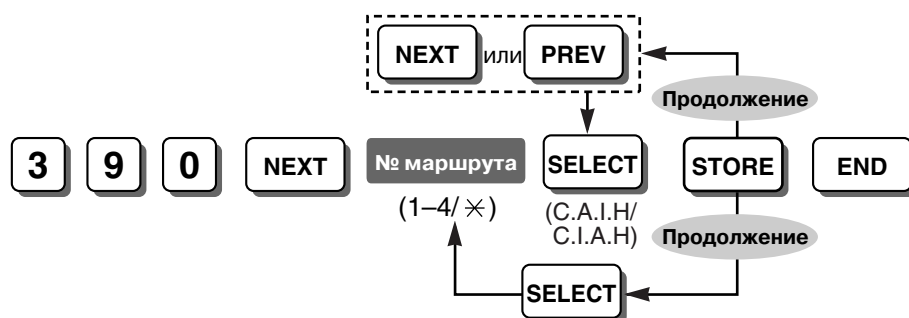 NEXT или PREV
Продолжение
3 9 0 NEXT № маршрута SELECT STORE END
(1–4/✳) (C.A.I.H/
C.I.A.H)
Продолжение
SELECT